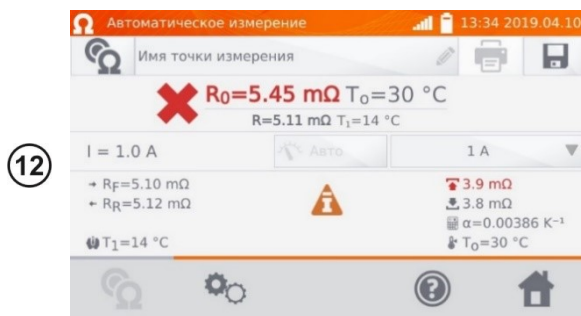 Автоматическое измерение 13:34 2019.04.10
Имя точки измерения
R₀=5.45 mΩ T₀=30 °C
R=5.11 mΩ T₁=14 °C
12
I = 1.0 A Авто 1 A
R_F=5.10 mΩ 3.9 mΩ
R_R=5.12 mΩ 3.8 mΩ
α=0.00386 K⁻¹
T₁=14 °C T₀=30 °C